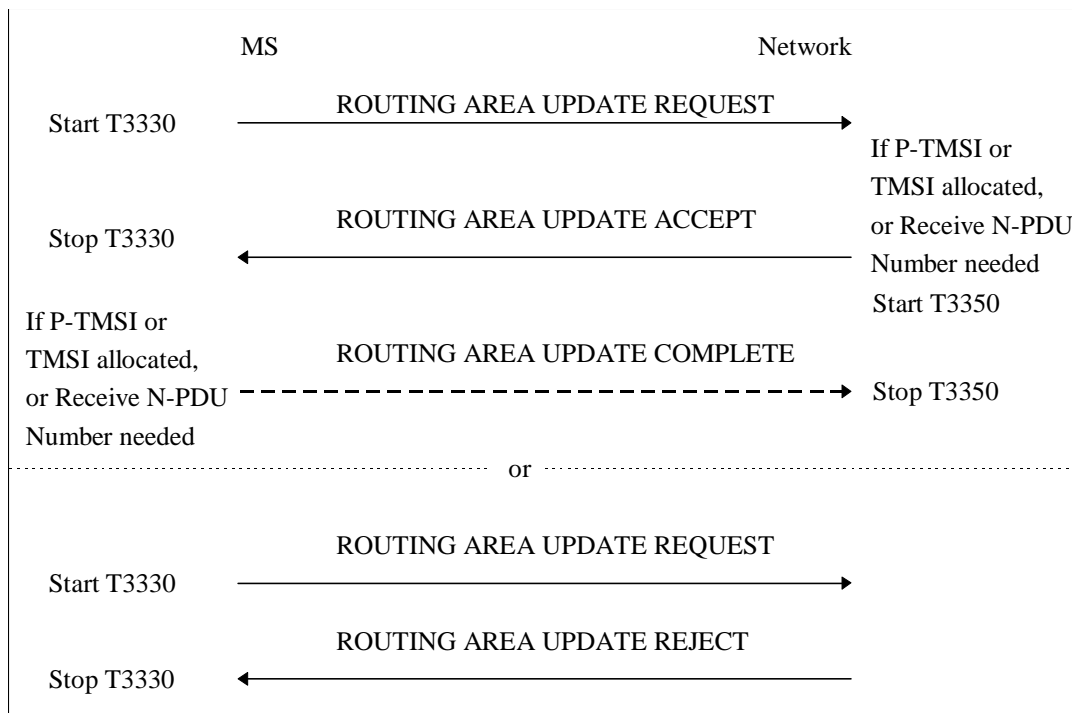 MS
Network
ROUTING AREA UPDATE REQUEST
Start T3330
If P-TMSI or
TMSI allocated,
or Receive N-PDU
Number needed
Start T3350
ROUTING AREA UPDATE ACCEPT
Stop T3330
If P-TMSI or
TMSI allocated,
or Receive N-PDU
Number needed
ROUTING AREA UPDATE COMPLETE
Stop T3350
or
ROUTING AREA UPDATE REQUEST
Start T3330
ROUTING AREA UPDATE REJECT
Stop T3330